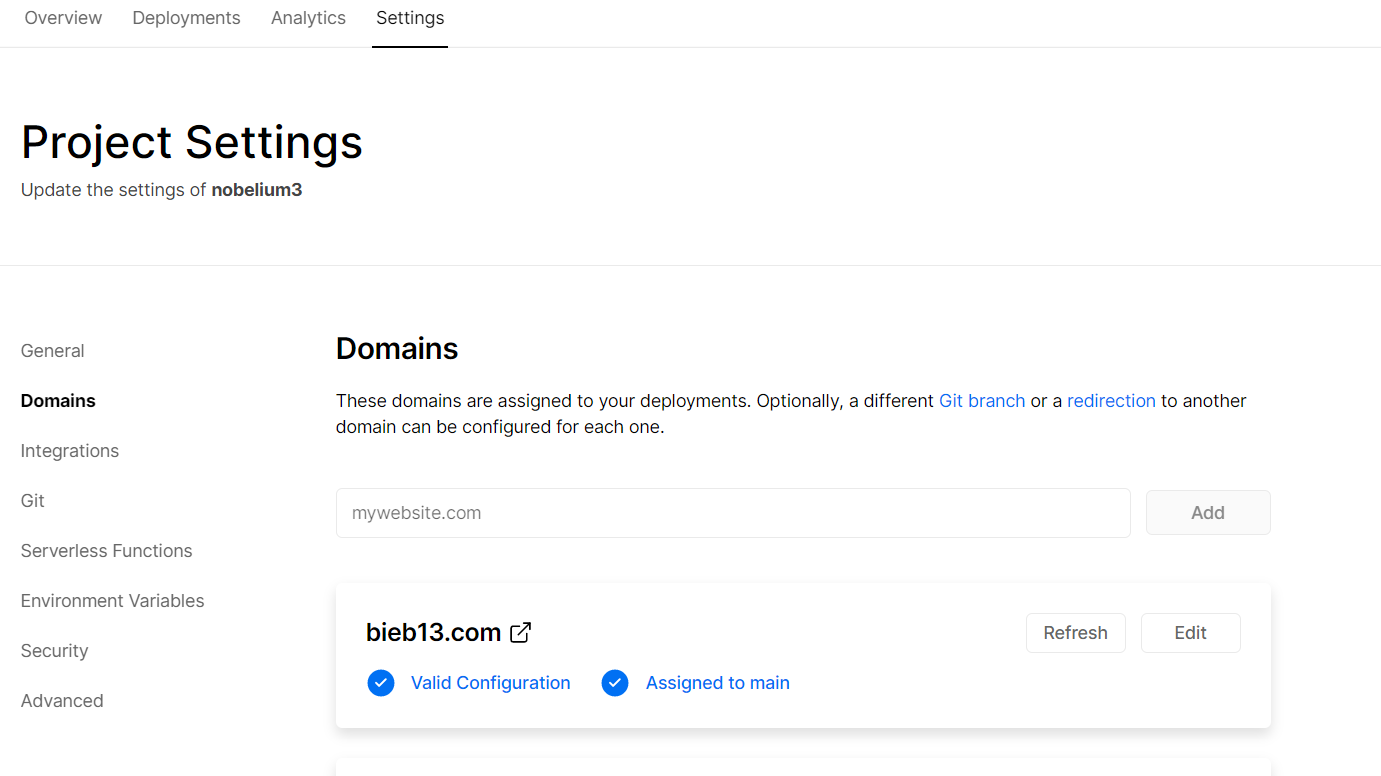 Overview Deployments Analytics Settings
Project Settings
Update the settings of nobelium3
General
Domains
Integrations
Git
Serverless Functions
Environment Variables
Security
Advanced
Domains
These domains are assigned to your deployments. Optionally, a different Git branch or a redirection to another
domain can be configured for each one.
mywebsite.com Add
bieb13.com Refresh Edit
Valid Configuration Assigned to main